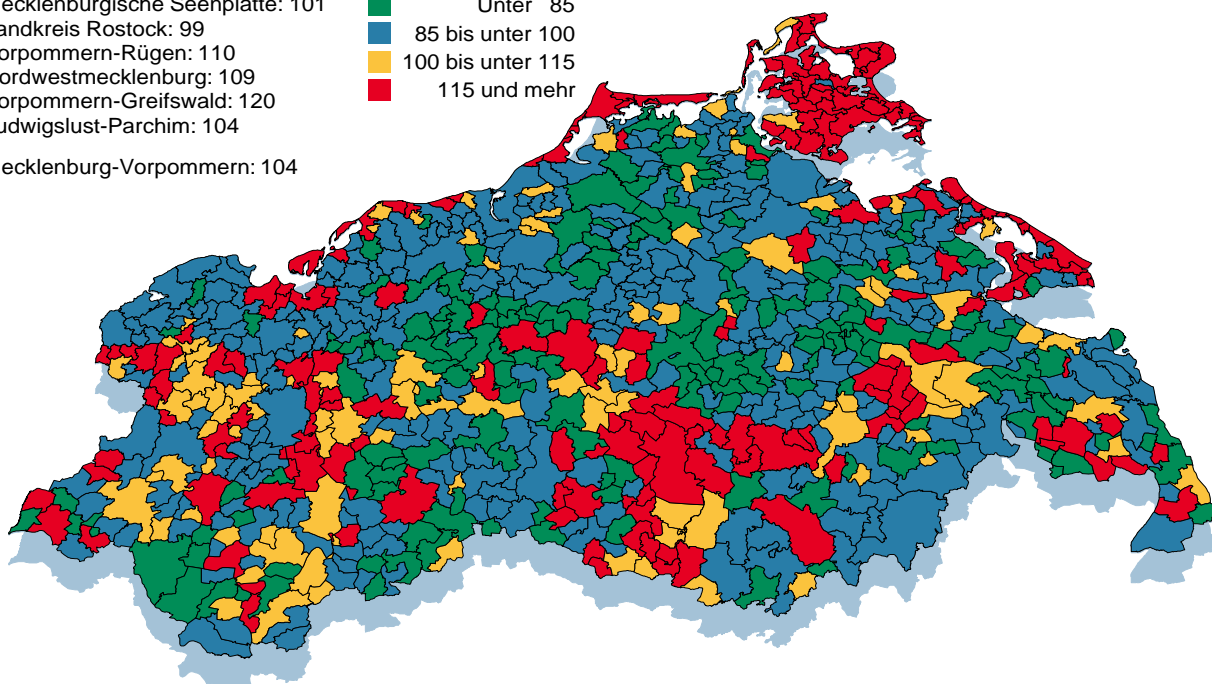 ecklenburgische Seenplatte: 101
andkreis Rostock: 99
orpommern-Rügen: 110
ordwestmecklenburg: 109
orpommern-Greifswald: 120
udwigslust-Parchim: 104
ecklenburg-Vorpommern: 104
Unter 85
85 bis unter 100
100 bis unter 115
115 und mehr